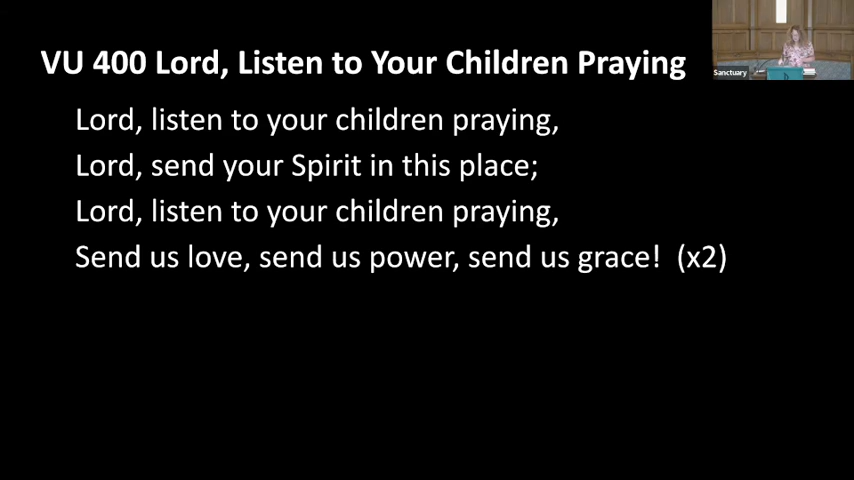 VU 400 Lord, Listen to Your Children Praying
Lord, listen to your children praying,
Lord, send your Spirit in this place;
Lord, listen to your children praying,
Send us love, send us power, send us grace!  (x2)
Sanctuary